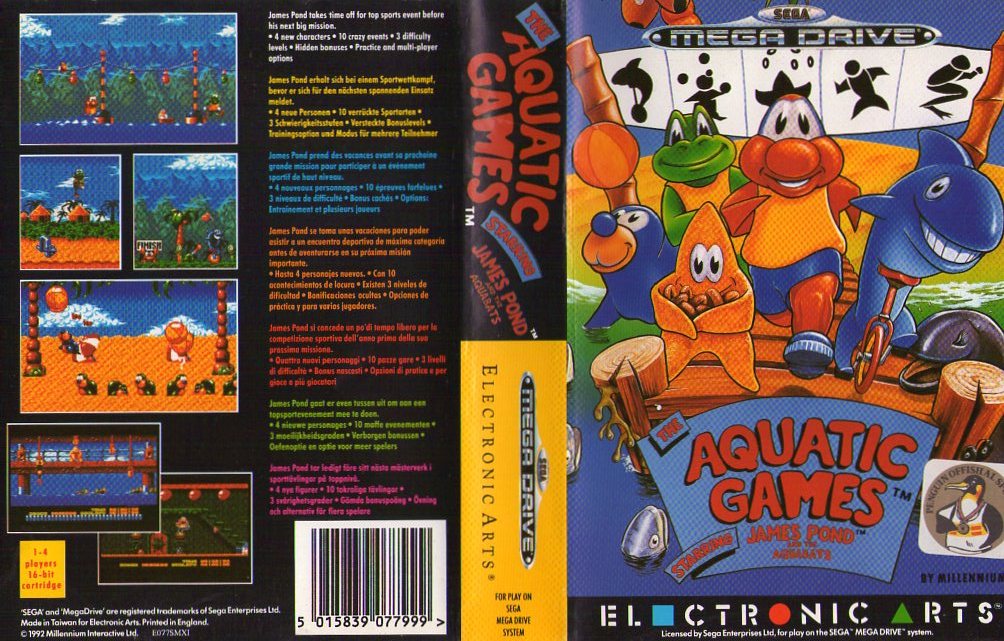 James Pond takes time off for top sports event before
his next big mission.
• 4 new characters • 10 crazy events • 3 difficulty
levels • Hidden bonuses • Practice and multi-player
options
James Pond erholt sich bei einem Sportwettkampf,
bevor er sich für den nächsten spannenden Einsatz
meldet.
• 4 neue Personen • 10 verrückte Sportarten •
3 Schwierigkeitsstufen • Versteckte Bonuslevels •
Trainingsoption und Modus für mehrere Teilnehmer
James Pond prend des vacances avant sa prochaine
grande mission pour participer a un événement
sportif de haut niveau.
• 4 nouveaux personnages • 10 épreuves farfelues •
3 niveaux de difficulté • Bonus cachés • Options:
Entrainement et plusieurs joueurs
James Pond se toma unas vacaciones para poder
asistir a un encuentro deportivo de máxima categoría
antes de aventurarse en su próxima misión
importante.
• Hasta 4 personajes nuevos. • Con 10
acontecimientos de locura • Existen 3 niveles de
dificultad • Bonificaciones ocultas • Opciones de
práctica y para varios jugadores.
James Pond si concede un po'di tempo libero per la
competizione sportiva dell'anno prima della sua
prossima missione.
• Quattro nuovi personaggi • 10 pazze gare • 3 livelli
di difficoltà • Bonus nascosti • Opzioni di pratica e per
gioco a più giocatori
James Pond gaat er even tussen uit om aan een
topsportevenement mee te doen.
• 4 nieuwe personages • 10 maffe evenementen •
3 moeilijkheidsgraden • Verborgen bonussen •
Oefenoptie en optie voor meer spelers
James Pond tar ledigt före sitt nästa mästerverk i
sporttävlingar på toppnivå.
• 4 nya figurer • 10 tokroliga tävlingar •
3 svårighetsgrader • Gömda bonuspoäng • Övning
och alternativ för flera spelare
FINISH
1-4
players
16-bit
cartridge
'SEGA' and 'MegaDrive' are registered trademarks of Sega Enterprises Ltd.
Made in Taiwan for Electronic Arts. Printed in England.
© 1992 Millennium Interactive Ltd. E077SMXI
5 015839 077999 >
THE
AQUATIC
GAMES™
STARRING
JAMES POND™
AND THE
AQUABATS
ELECTRONIC ARTS®
SEGA
MEGA DRIVE
FOR PLAY ON
SEGA
MEGA DRIVE
SYSTEM
SEGA
MEGA DRIVE
THE
AQUATIC
GAMES™
STARRING
JAMES POND™
AND THE
AQUABATS
PENGUIN OFFISHAL
BY MILLENNIUM
ELECTRONIC ARTS®
Licensed by Sega Enterprises Ltd, for play on the SEGA™ MEGA DRIVE™ system.